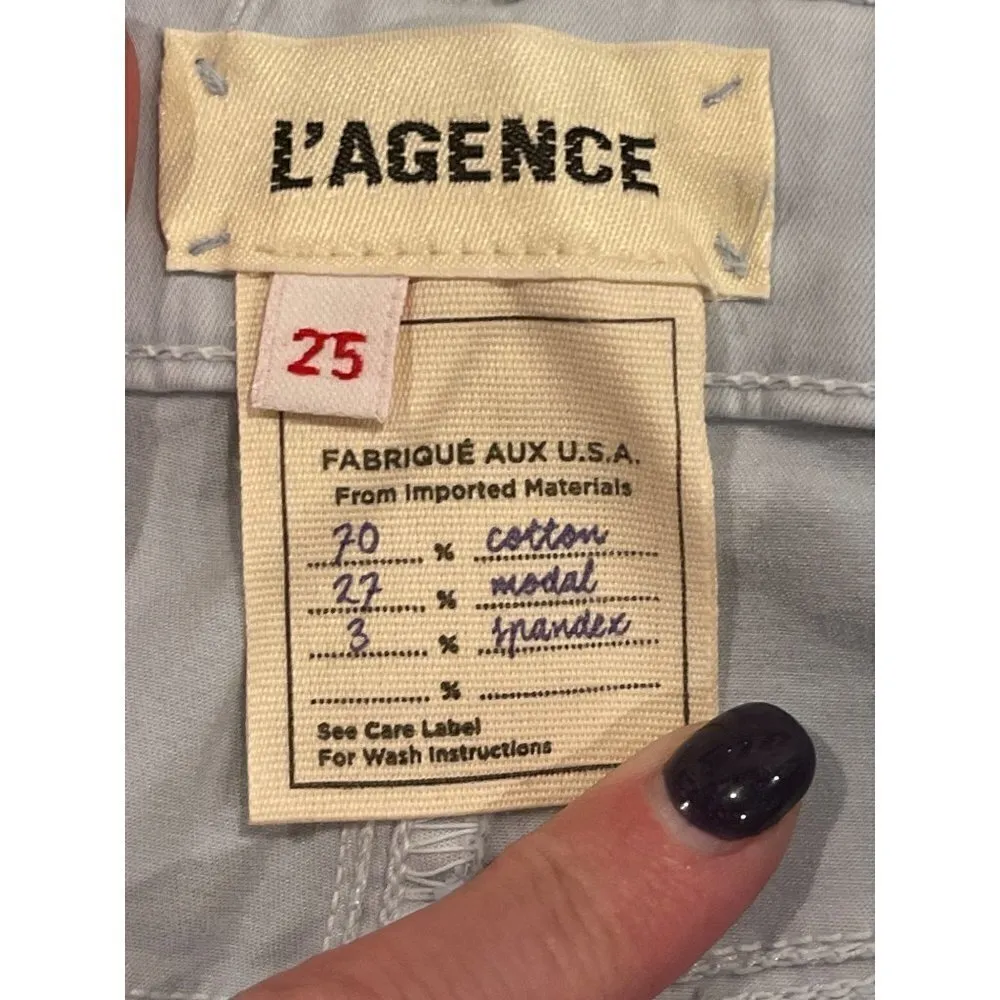 L'AGENCE
25
FABRIQUÉ AUX U.S.A.
From Imported Materials
70 % cotton
27 % modal
3 % spandex
%
See Care Label
For Wash Instructions